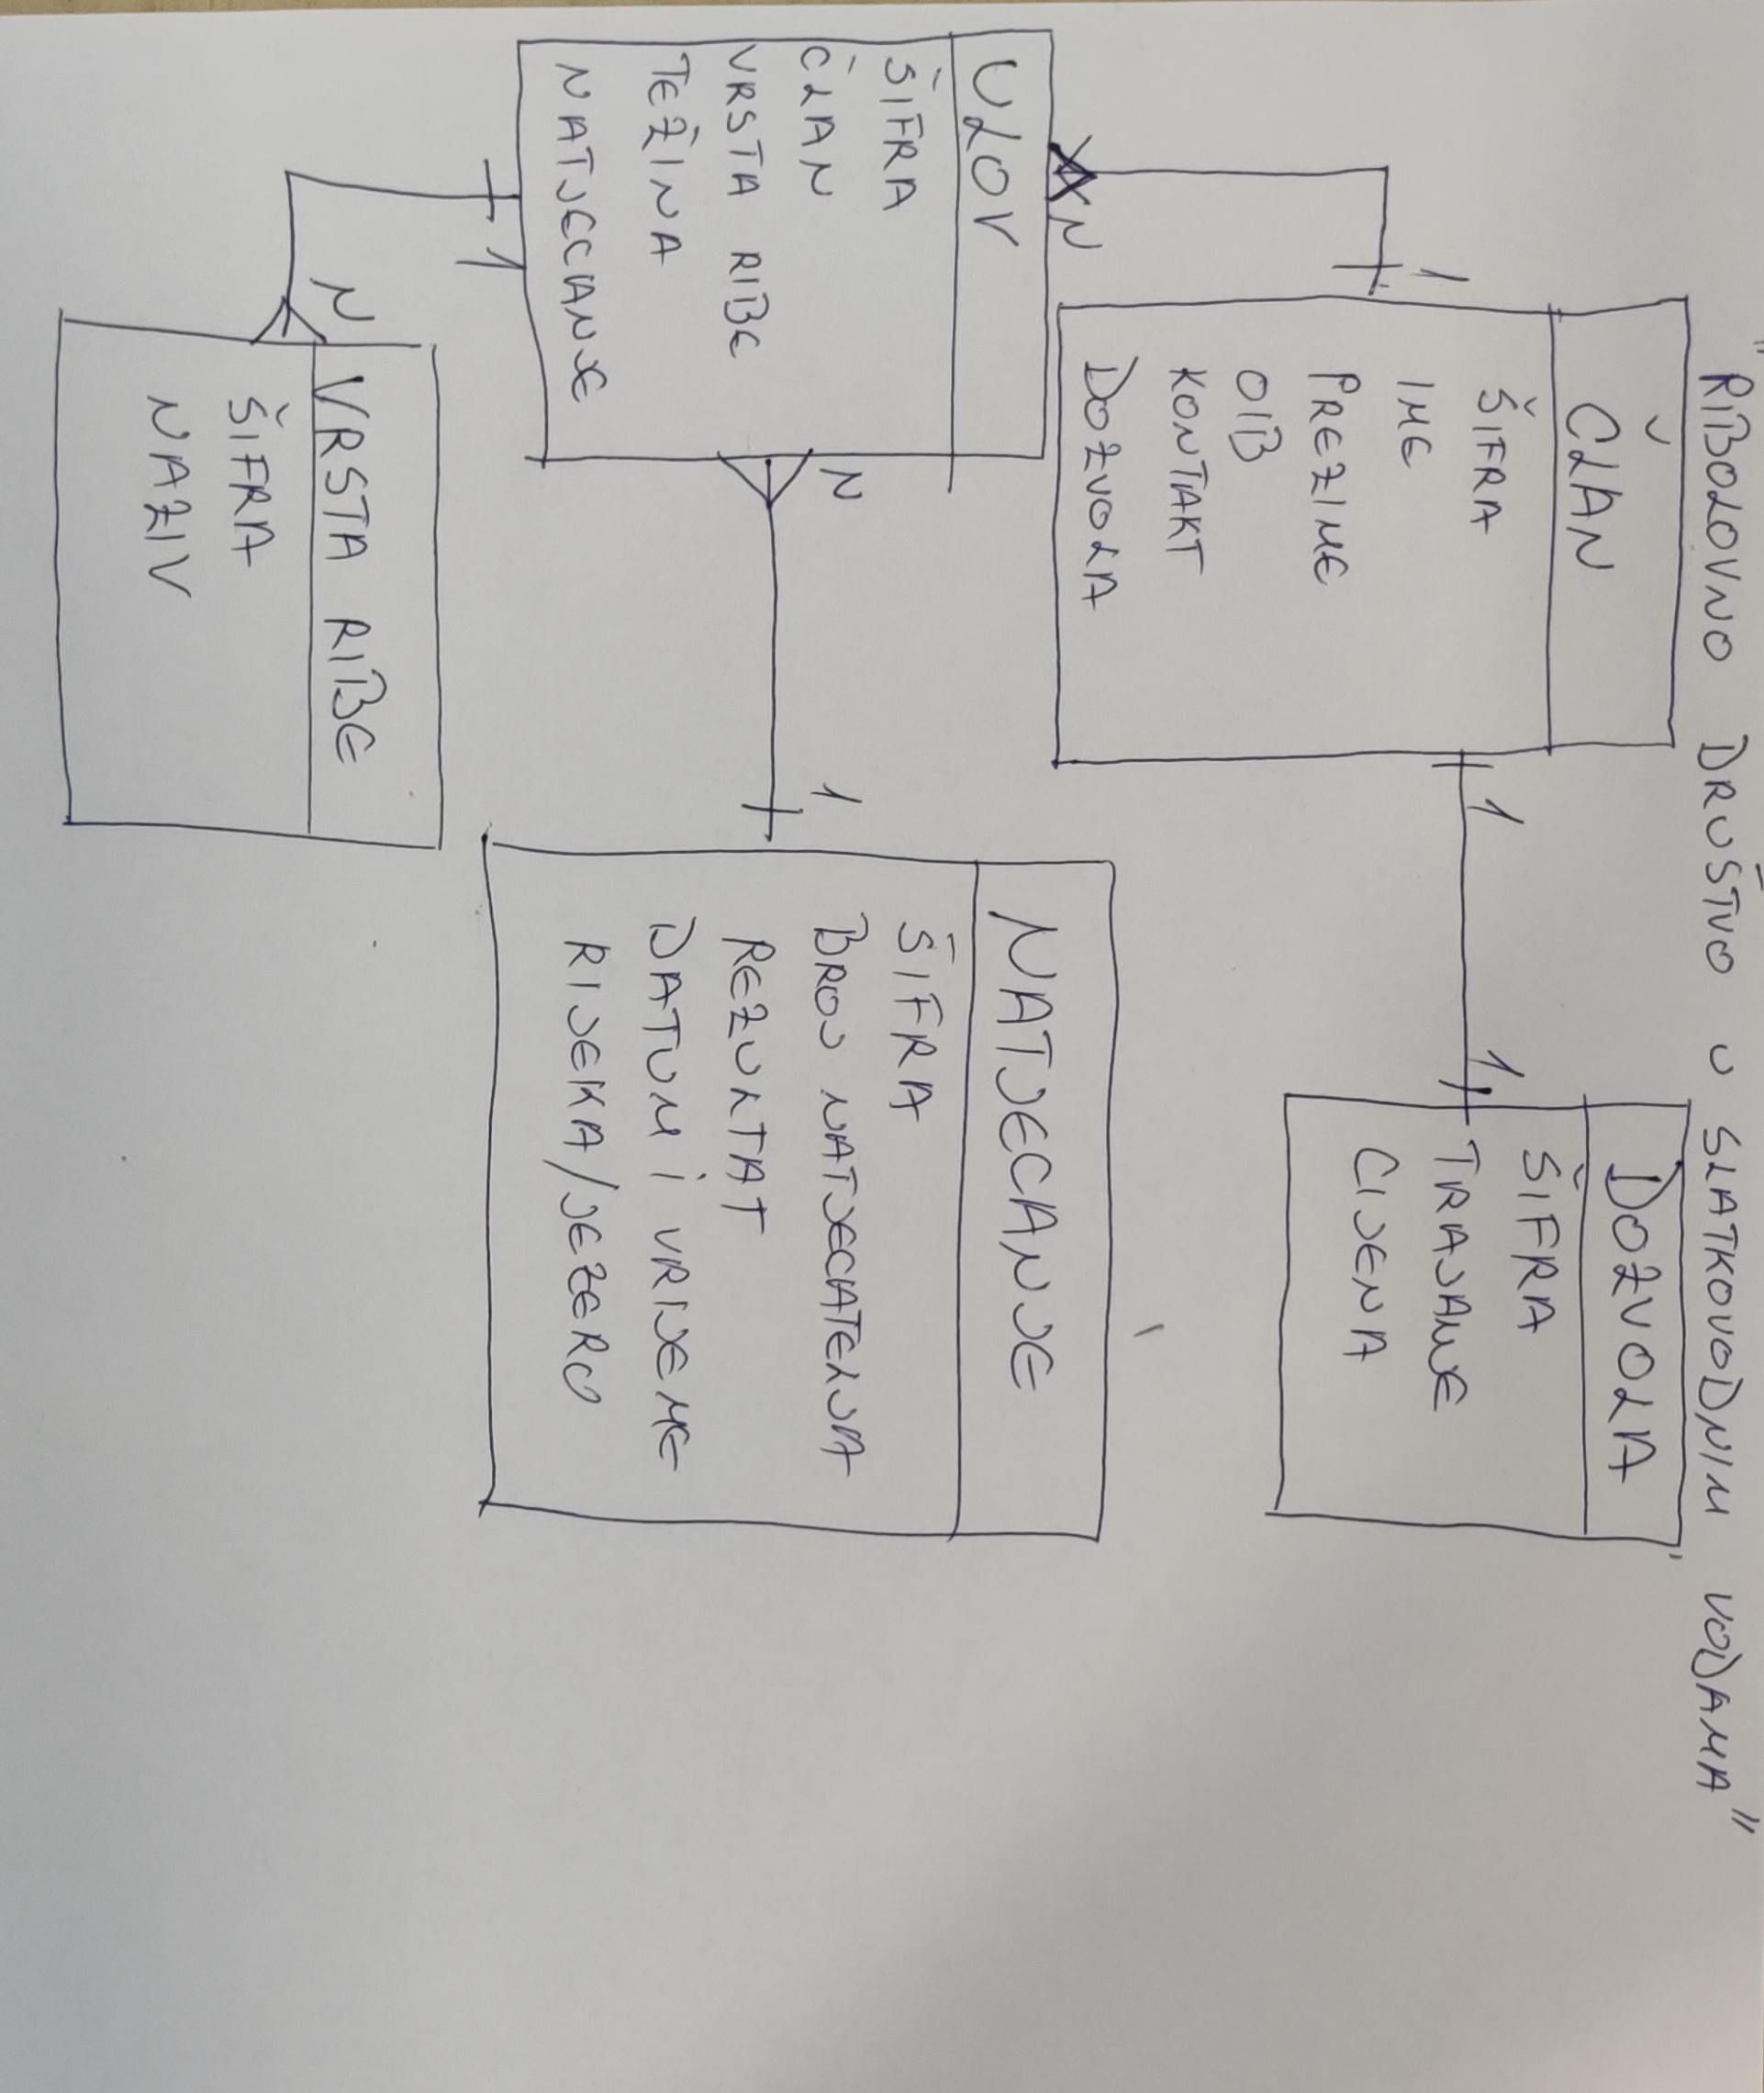 "RIBOLOVNO DRUŠTVO U SLATKOVODNIM VODAMA"
ČLAN
ŠIFRA
IME
PREZIME
OIB
KONTAKT
DOZVOLA
1
1
DOZVOLA
ŠIFRA
TRAJANJE
CIJENA
1
N
ULOV
ŠIFRA
ČLAN
VRSTA RIBE
TEŽINA
NATJECANJE
N
1
NATJECANJE
ŠIFRA
BROJ NATJECATELJA
REZULTAT
DATUM I VRIJEME
RIJEKA/JEZERO
1
N
VRSTA RIBE
ŠIFRA
NAZIV